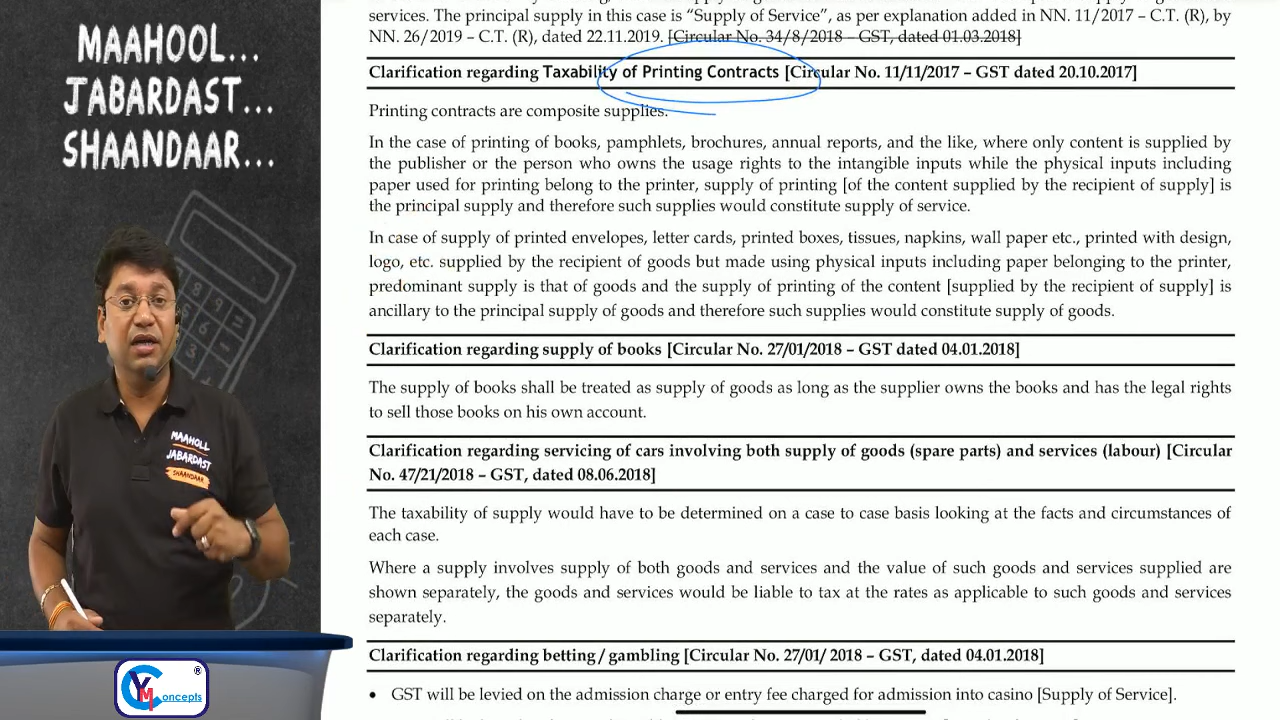 MAAHOOL...
JABARDAST...
SHAANDAAR...
MAAHOLL
JABARDAST
SHAANDAAR
CYM Concepts
®
services. The principal supply in this case is “Supply of Service”, as per explanation added in NN. 11/2017 – C.T. (R), by
NN. 26/2019 – C.T. (R), dated 22.11.2019. [Circular No. 34/8/2018 – GST, dated 01.03.2018]
Clarification regarding Taxability of Printing Contracts [Circular No. 11/11/2017 – GST dated 20.10.2017]
Printing contracts are composite supplies.
In the case of printing of books, pamphlets, brochures, annual reports, and the like, where only content is supplied by
the publisher or the person who owns the usage rights to the intangible inputs while the physical inputs including
paper used for printing belong to the printer, supply of printing [of the content supplied by the recipient of supply] is
the principal supply and therefore such supplies would constitute supply of service.
In case of supply of printed envelopes, letter cards, printed boxes, tissues, napkins, wall paper etc., printed with design,
logo, etc. supplied by the recipient of goods but made using physical inputs including paper belonging to the printer,
predominant supply is that of goods and the supply of printing of the content [supplied by the recipient of supply] is
ancillary to the principal supply of goods and therefore such supplies would constitute supply of goods.
Clarification regarding supply of books [Circular No. 27/01/2018 – GST dated 04.01.2018]
The supply of books shall be treated as supply of goods as long as the supplier owns the books and has the legal rights
to sell those books on his own account.
Clarification regarding servicing of cars involving both supply of goods (spare parts) and services (labour) [Circular
No. 47/21/2018 – GST, dated 08.06.2018]
The taxability of supply would have to be determined on a case to case basis looking at the facts and circumstances of
each case.
Where a supply involves supply of both goods and services and the value of such goods and services supplied are
shown separately, the goods and services would be liable to tax at the rates as applicable to such goods and services
separately.
Clarification regarding betting / gambling [Circular No. 27/01/ 2018 – GST, dated 04.01.2018]
• GST will be levied on the admission charge or entry fee charged for admission into casino [Supply of Service].